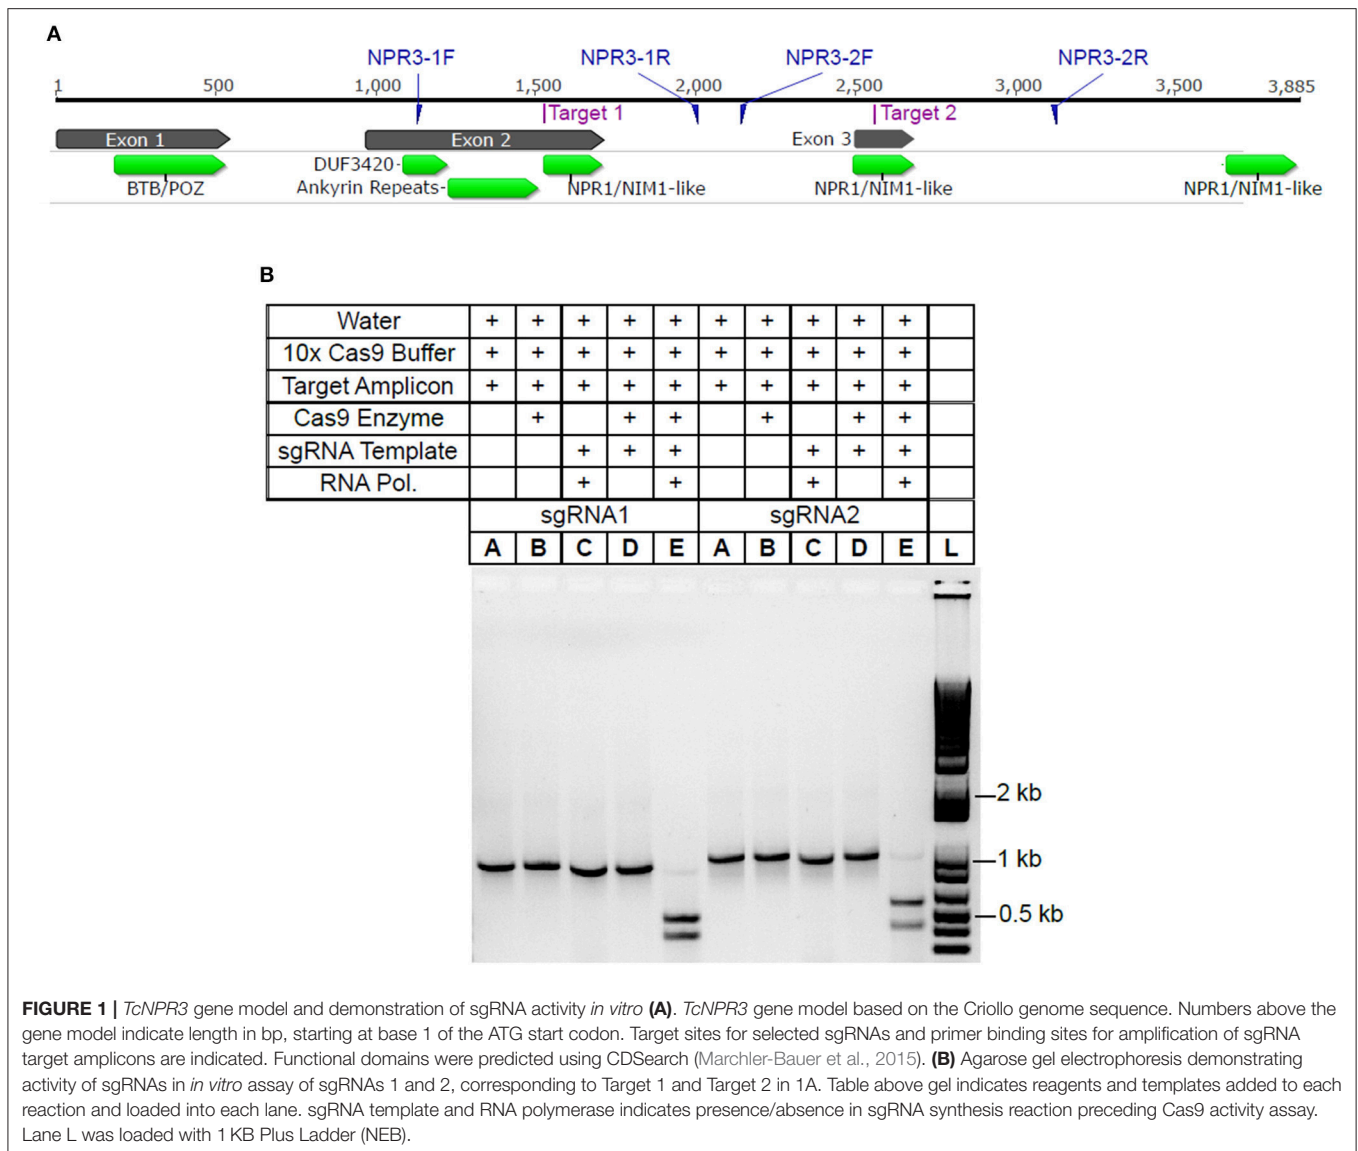 A
NPR3-1F NPR3-1R NPR3-2F NPR3-2R
1 500 1,000 1,500 2,000 2,500 3,000 3,500 3,885
Target 1 Target 2
Exon 1 Exon 2 Exon 3
DUF3420
BTB/POZ Ankyrin Repeats NPR1/NIM1-like NPR1/NIM1-like NPR1/NIM1-like
B
Water + + + + + + + + + +
10x Cas9 Buffer + + + + + + + + + +
Target Amplicon + + + + + + + + + +
Cas9 Enzyme + + + + + +
sgRNA Template + + + + + +
RNA Pol. + + + +
sgRNA1 sgRNA2
A B C D E A B C D E L
2 kb
1 kb
0.5 kb
FIGURE 1 | TcNPR3 gene model and demonstration of sgRNA activity in vitro (A). TcNPR3 gene model based on the Criollo genome sequence. Numbers above the
gene model indicate length in bp, starting at base 1 of the ATG start codon. Target sites for selected sgRNAs and primer binding sites for amplification of sgRNA
target amplicons are indicated. Functional domains were predicted using CDSearch (Marchler-Bauer et al., 2015). (B) Agarose gel electrophoresis demonstrating
activity of sgRNAs in in vitro assay of sgRNAs 1 and 2, corresponding to Target 1 and Target 2 in 1A. Table above gel indicates reagents and templates added to each
reaction and loaded into each lane. sgRNA template and RNA polymerase indicates presence/absence in sgRNA synthesis reaction preceding Cas9 activity assay.
Lane L was loaded with 1 KB Plus Ladder (NEB).